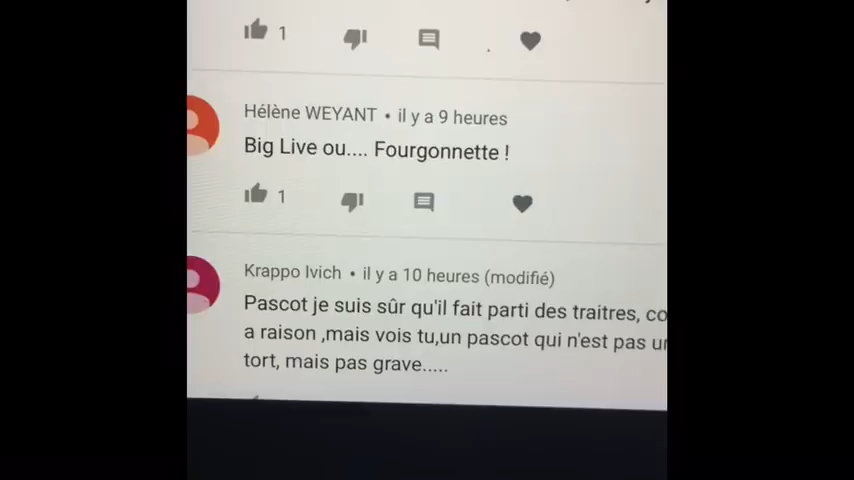 1
Hélène WEYANT • il y a 9 heures
Big Live ou.... Fourgonnette !
1
Krappo Ivich • il y a 10 heures (modifié)
Pascot je suis sûr qu'il fait parti des traitres, co
a raison ,mais vois tu,un pascot qui n'est pas
tort, mais pas grave.....